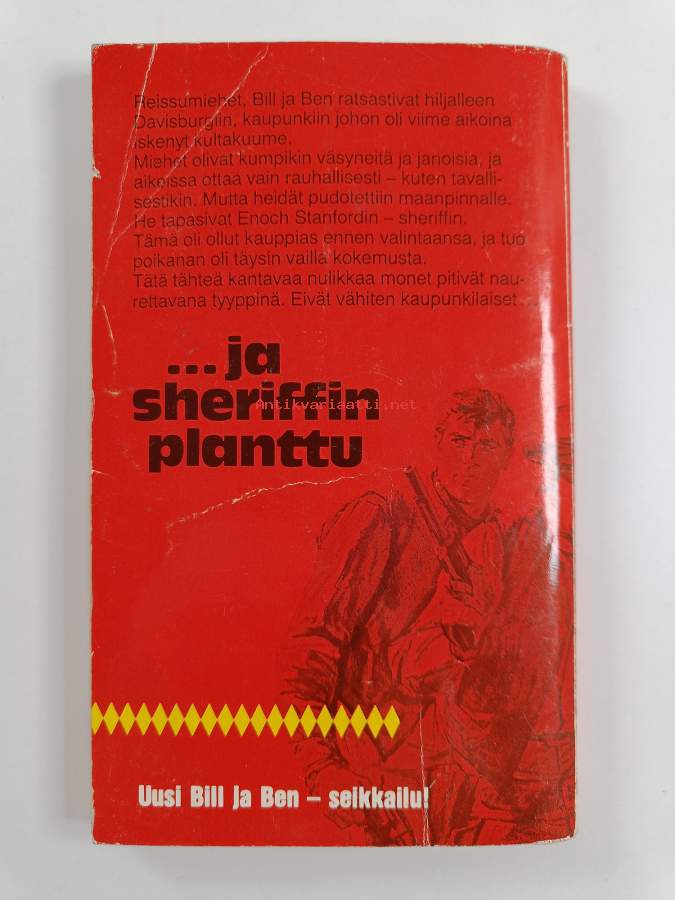 Reissumiehet, Bill ja Ben ratsastivat hiljalleen
Davisburgiin, kaupunkiin johon oli viime aikoina
iskenyt kultakuume.
Miehet olivat kumpikin väsyneitä ja janoisia, ja
aikoissa ottaa vain rauhallisesti – kuten tavalli-
sestikin. Mutta heidät pudotettiin maanpinnalle.
He tapasivat Enoch Stanfordin – sheriffin.
Tämä oli ollut kauppias ennen valintaansa, ja tuo
poikanan oli täysin vailla kokemusta.
Tätä tähteä kantavaa nulikkaa monet pitivät nau-
rettavana tyyppinä. Eivät vähiten kaupunkilaiset...
... ja
sheriffin
Antikvariaatti.net
planttu
Uusi Bill ja Ben – seikkailu!